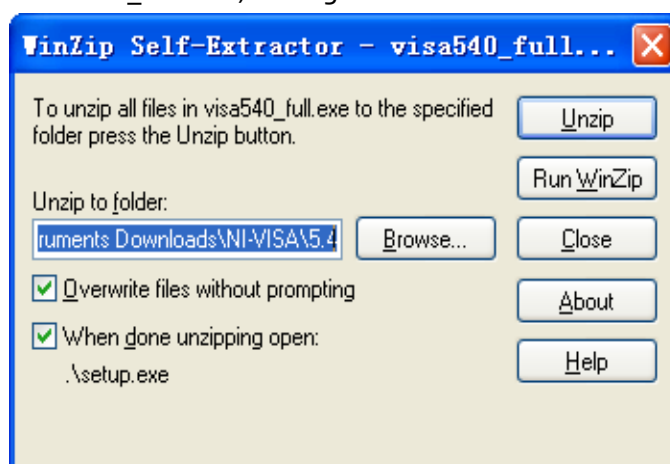 WinZip Self-Extractor - visa540_full...
To unzip all files in visa540_full.exe to the specified
folder press the Unzip button.
Unzip
Run WinZip
Unzip to folder:
ruments Downloads\NI-VISA\5.4
Browse...
Close
Overwrite files without prompting
About
When done unzipping open:
.\setup.exe
Help